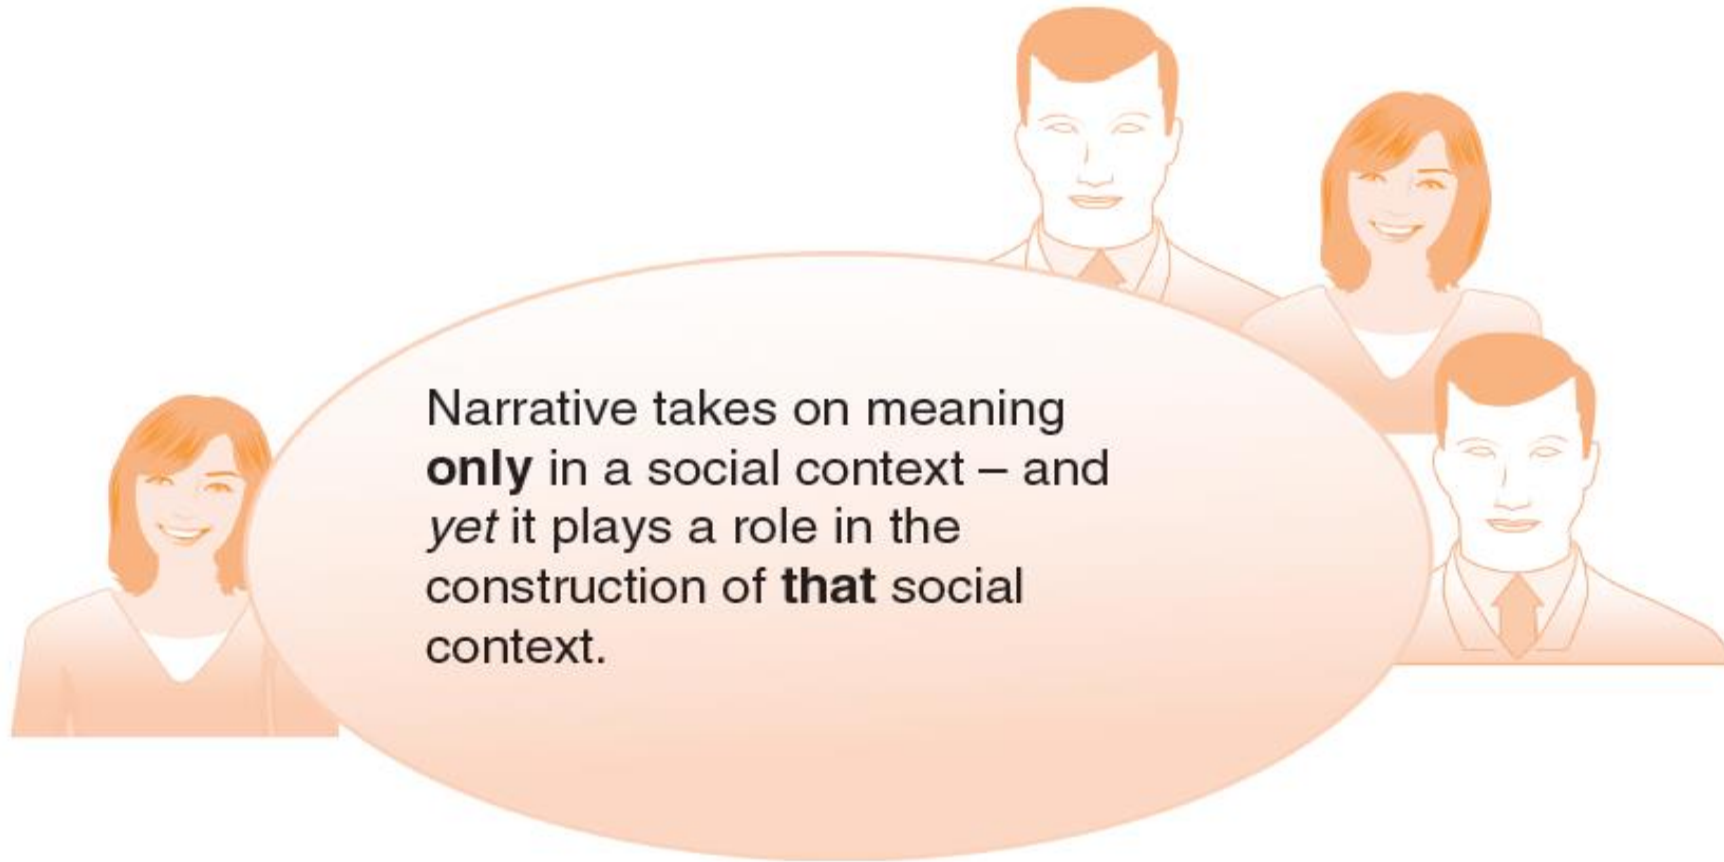 Narrative takes on meaning
only in a social context – and
yet it plays a role in the
construction of that social
context.